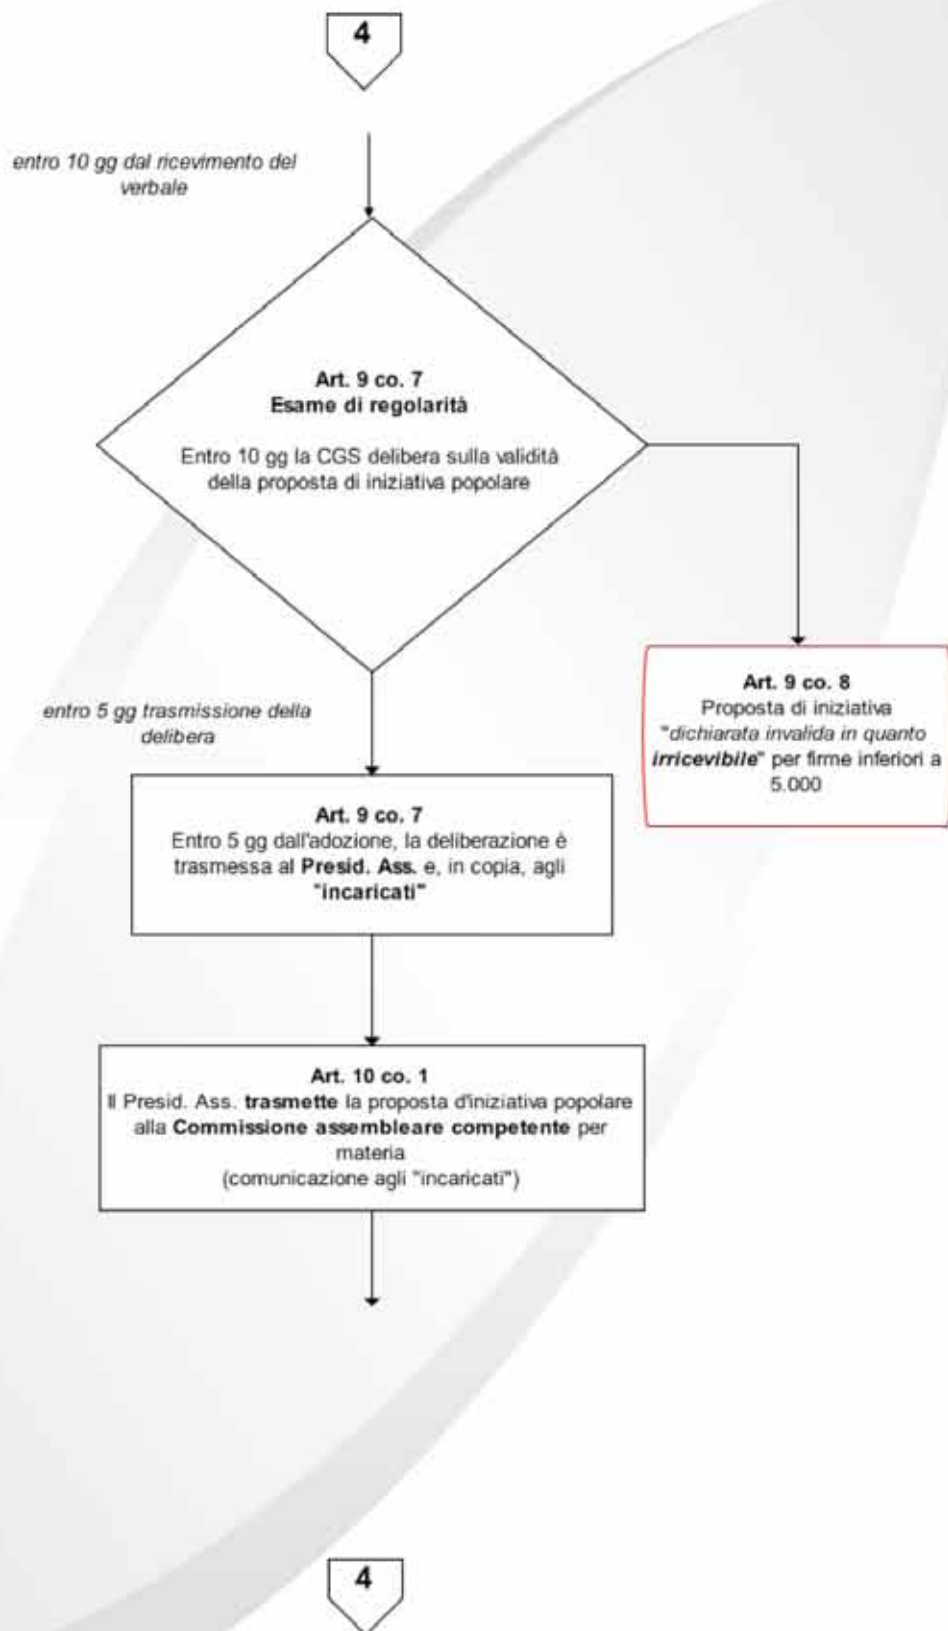 4
entro 10 gg dal ricevimento del
verbale
Art. 9 co. 7
Esame di regolarità
Entro 10 gg la CGS delibera sulla validità
della proposta di iniziativa popolare
Art. 9 co. 8
Proposta di iniziativa
"dichiarata invalida in quanto
irricevibile" per firme inferiori a
5.000
entro 5 gg trasmissione della
delibera
Art. 9 co. 7
Entro 5 gg dall'adozione, la deliberazione è
trasmessa al Presid. Ass. e, in copia, agli
"incaricati"
Art. 10 co. 1
Il Presid. Ass. trasmette la proposta d'iniziativa popolare
alla Commissione assembleare competente per
materia
(comunicazione agli "incaricati")
4